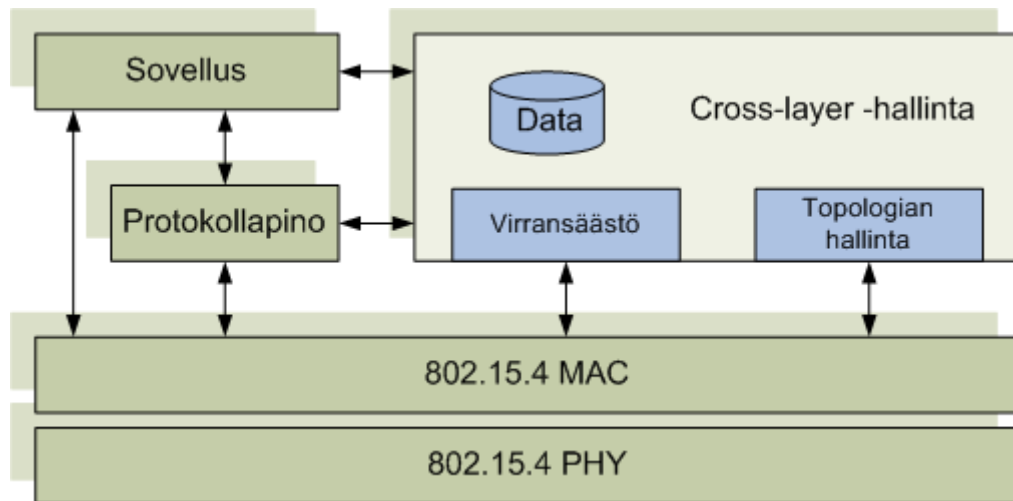 Sovellus
Data
Cross-layer -hallinta
Protokollapino
Virransäästö
Topologian
hallinta
802.15.4 MAC
802.15.4 PHY